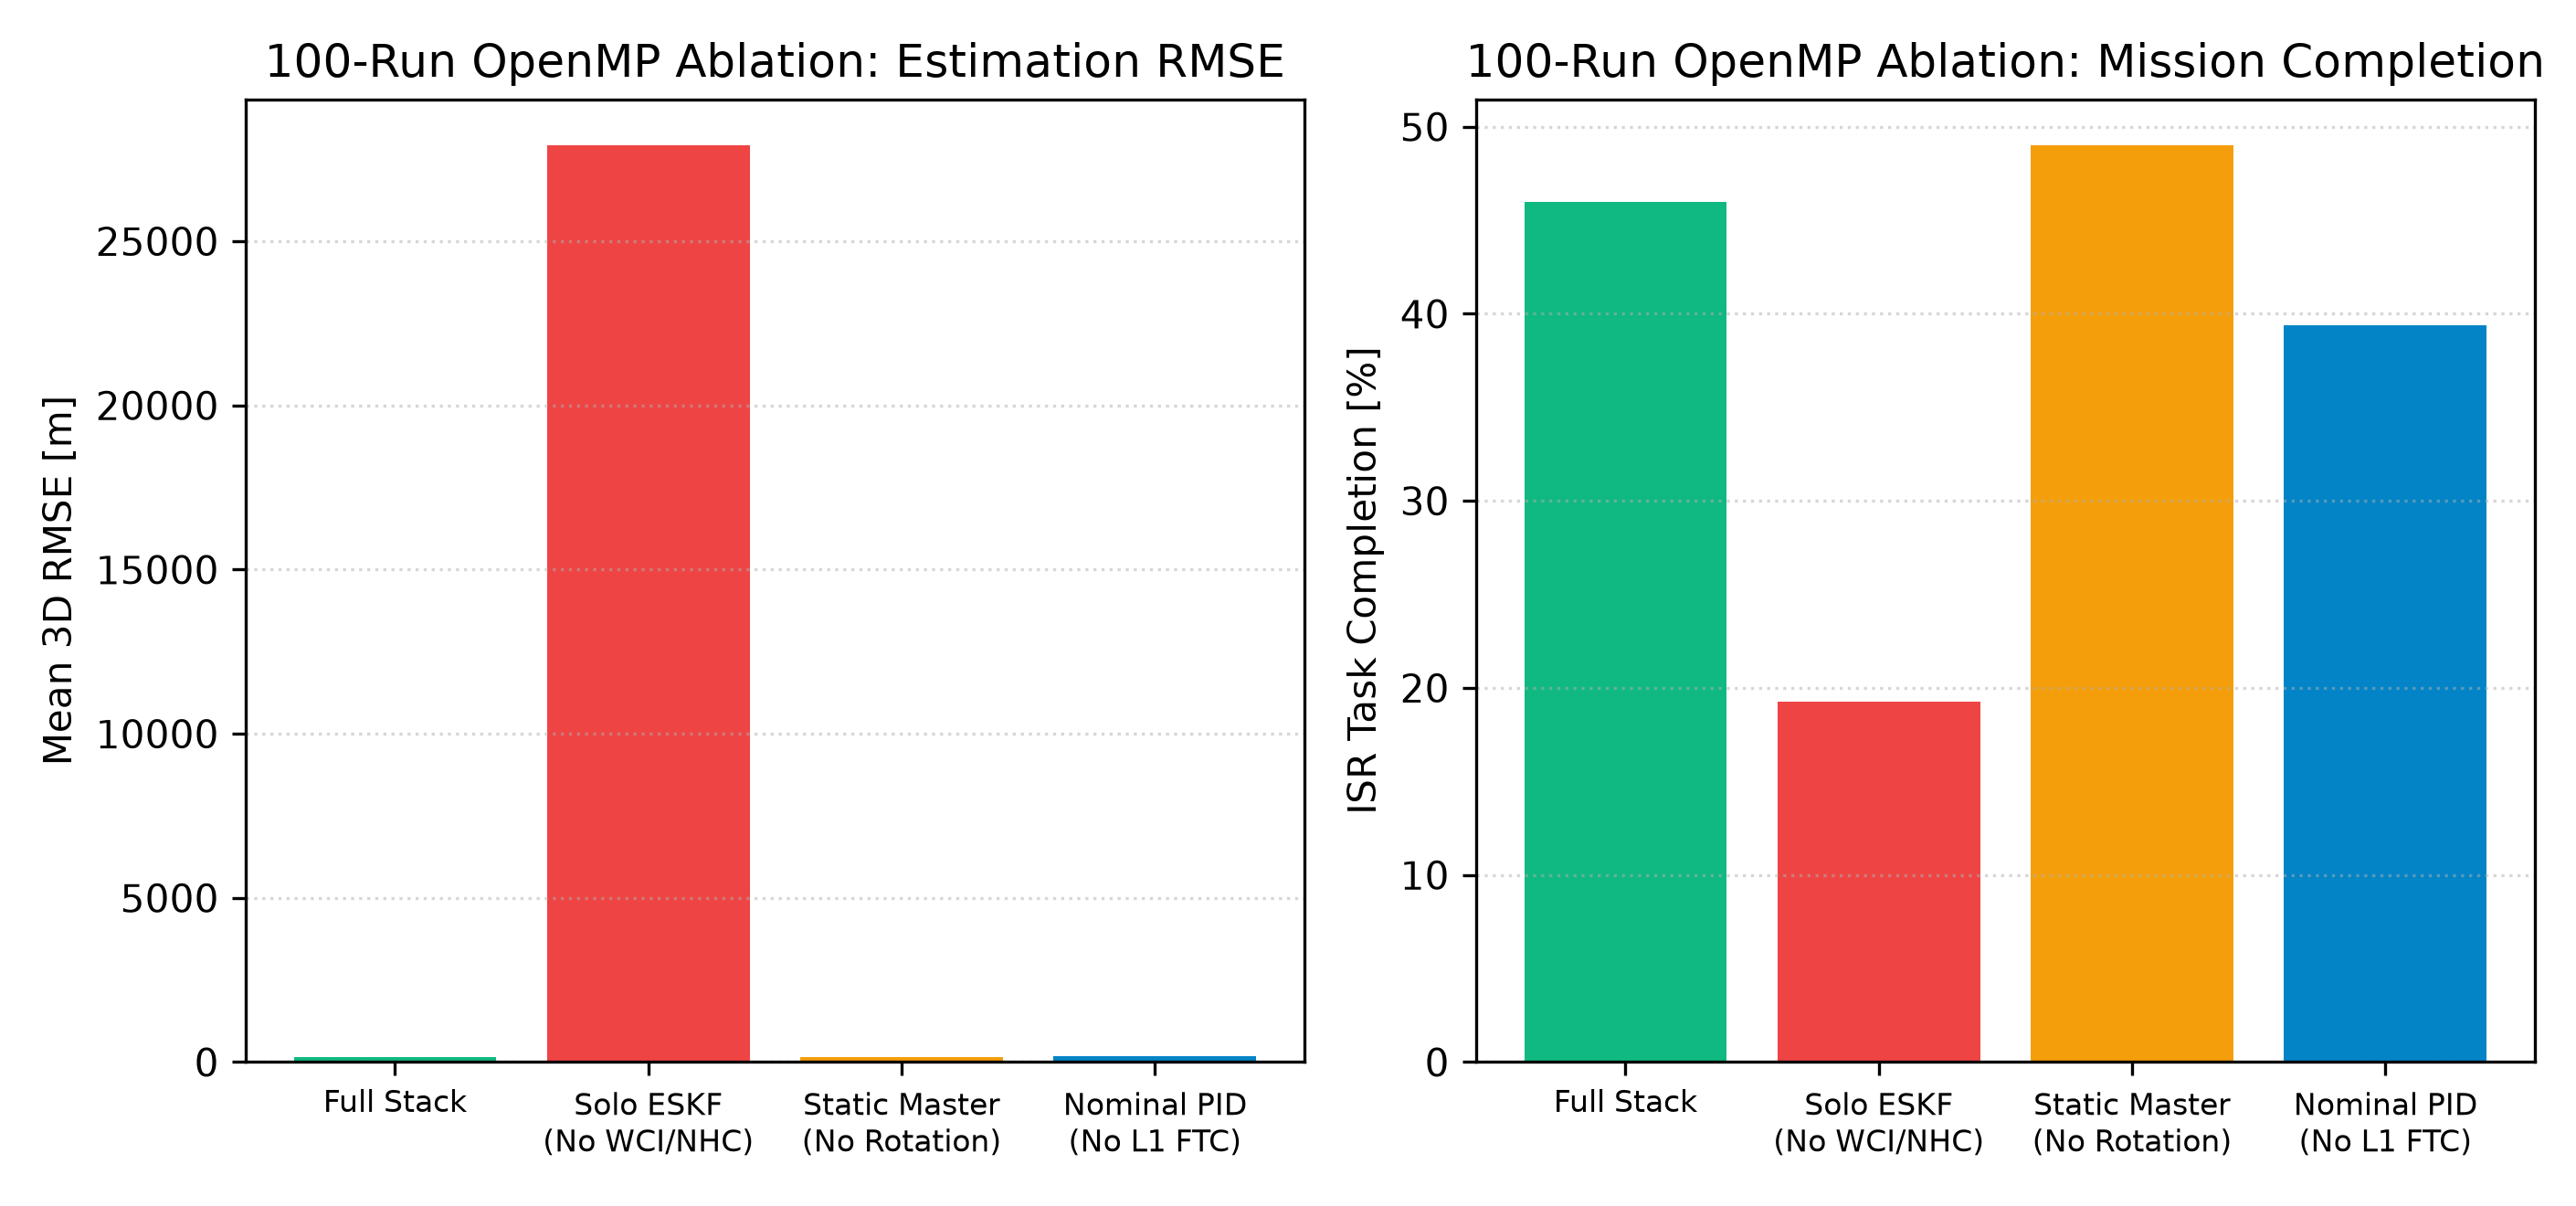 100-Run OpenMP Ablation: Estimation RMSE
Mean 3D RMSE [m]
25000
20000
15000
10000
5000
0
Full Stack
Solo ESKF
(No WCI/NHC)
Static Master
(No Rotation)
Nominal PID
(No L1 FTC)
100-Run OpenMP Ablation: Mission Completion
ISR Task Completion [%]
50
40
30
20
10
0
Full Stack
Solo ESKF
(No WCI/NHC)
Static Master
(No Rotation)
Nominal PID
(No L1 FTC)